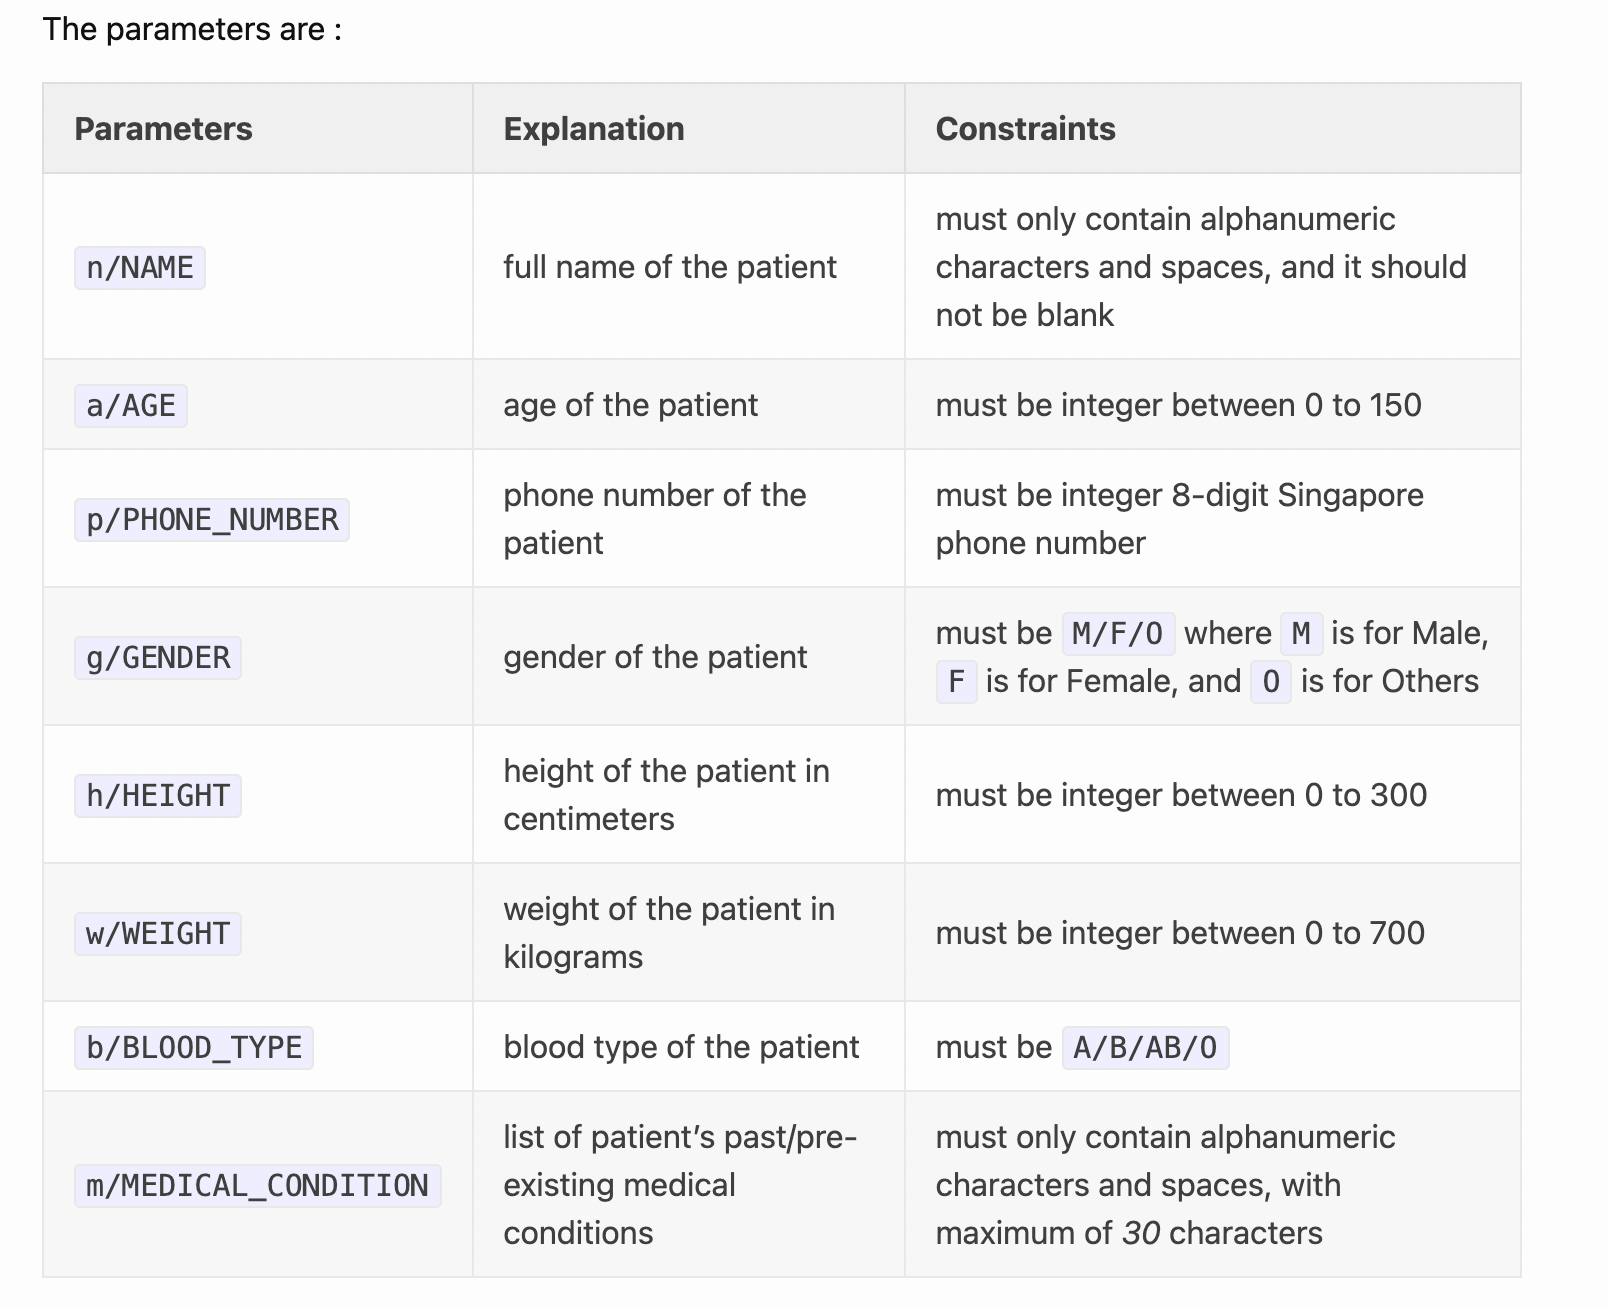 The parameters are :
Parameters
Explanation
Constraints
n/NAME
full name of the patient
must only contain alphanumeric
characters and spaces, and it should
not be blank
a/AGE
age of the patient
must be integer between 0 to 150
p/PHONE_NUMBER
phone number of the
patient
must be integer 8-digit Singapore
phone number
g/GENDER
gender of the patient
must be M/F/O where M is for Male,
F is for Female, and O is for Others
h/HEIGHT
height of the patient in
centimeters
must be integer between 0 to 300
w/WEIGHT
weight of the patient in
kilograms
must be integer between 0 to 700
b/BLOOD_TYPE
blood type of the patient
must be A/B/AB/O
m/MEDICAL_CONDITION
list of patient’s past/pre-
existing medical
conditions
must only contain alphanumeric
characters and spaces, with
maximum of 30 characters